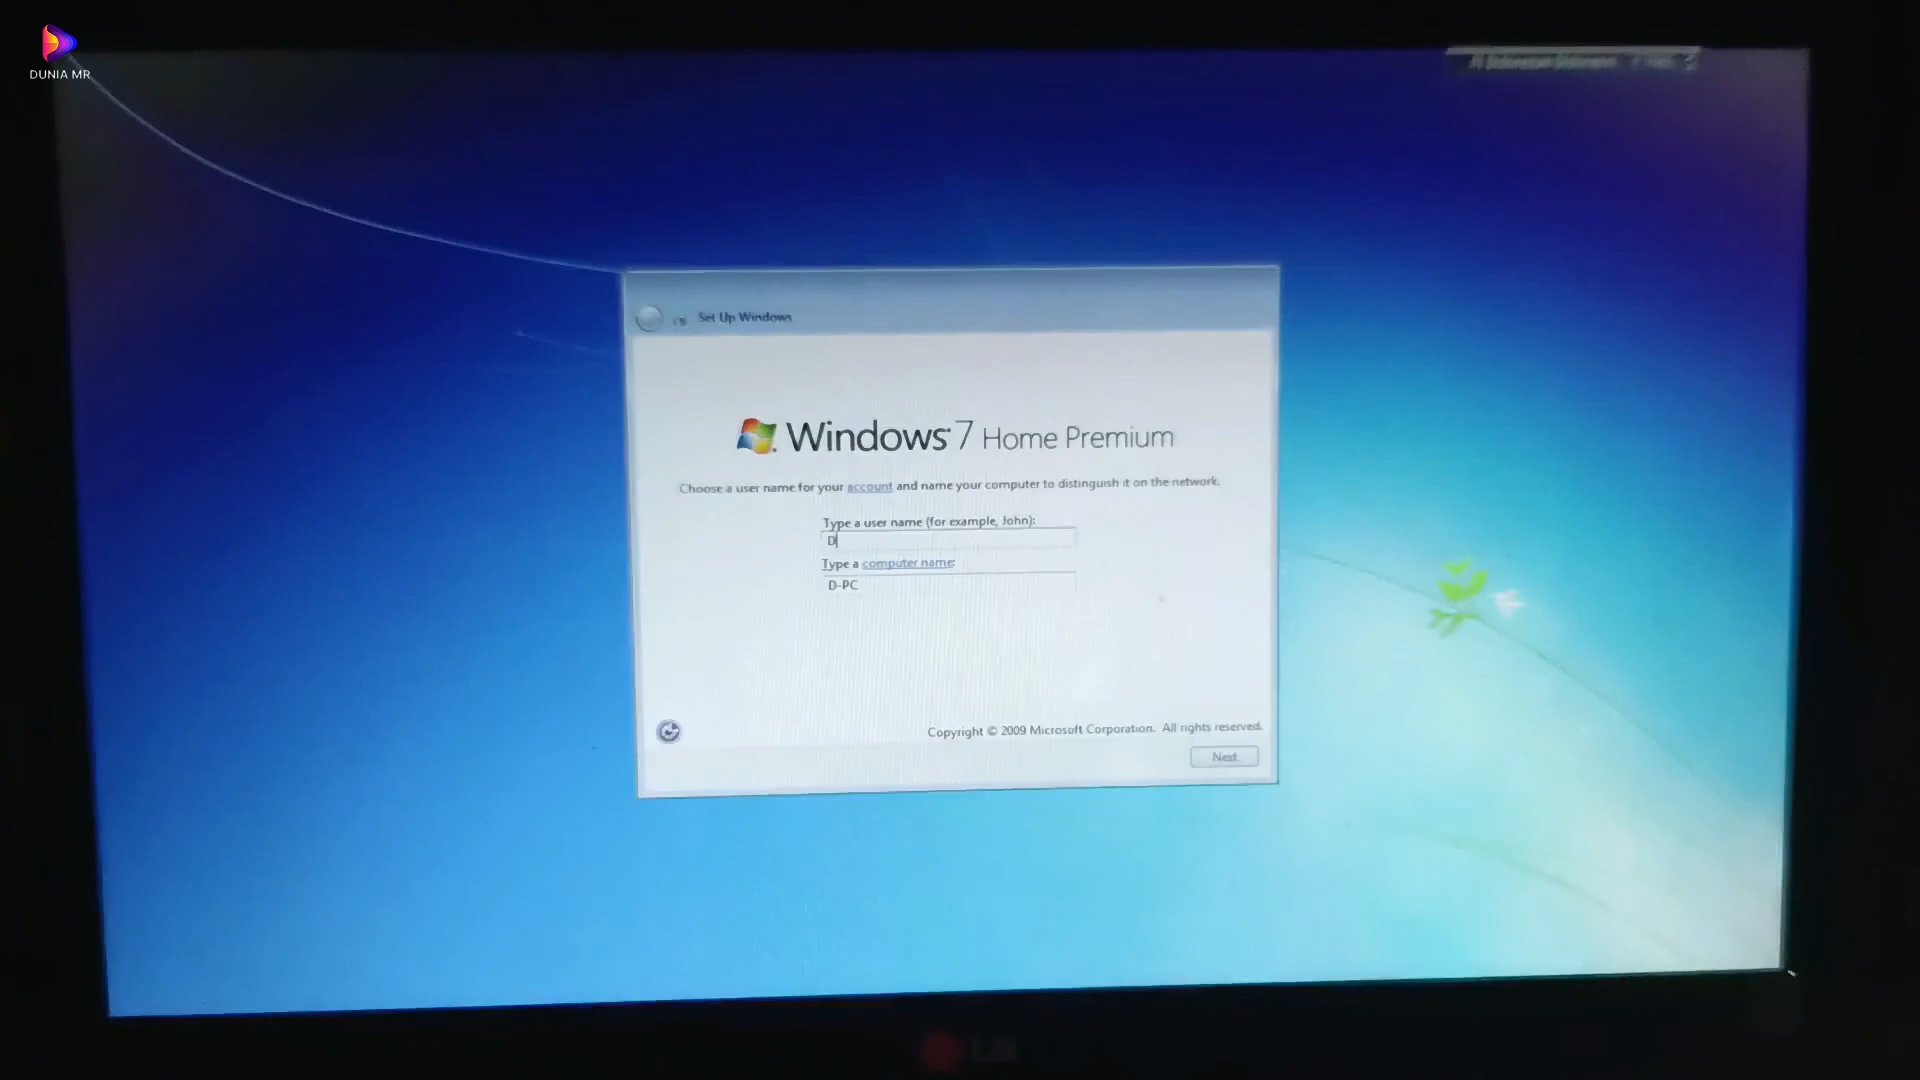 DUNIA MR
Set Up Windows
Windows 7 Home Premium
Choose a user name for your account and name your computer to distinguish it on the network.
Type a user name (for example, John):
D
Type a computer name:
D-PC
Copyright © 2009 Microsoft Corporation. All rights reserved.
Next
LG